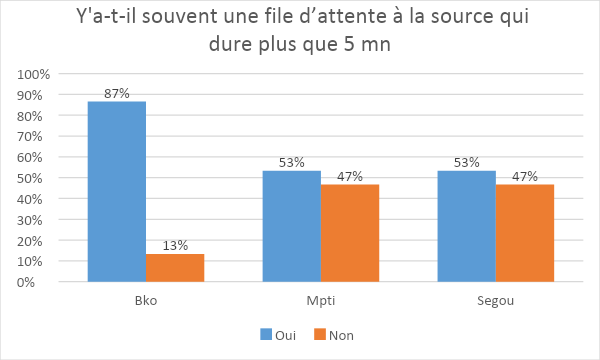 Y'a-t-il souvent une file d’attente à la source qui
dure plus que 5 mn
100%
90%
80%
70%
60%
50%
40%
30%
20%
10%
0%
87%
13%
53%
47%
53%
47%
Bko
Mpti
Segou
Oui
Non